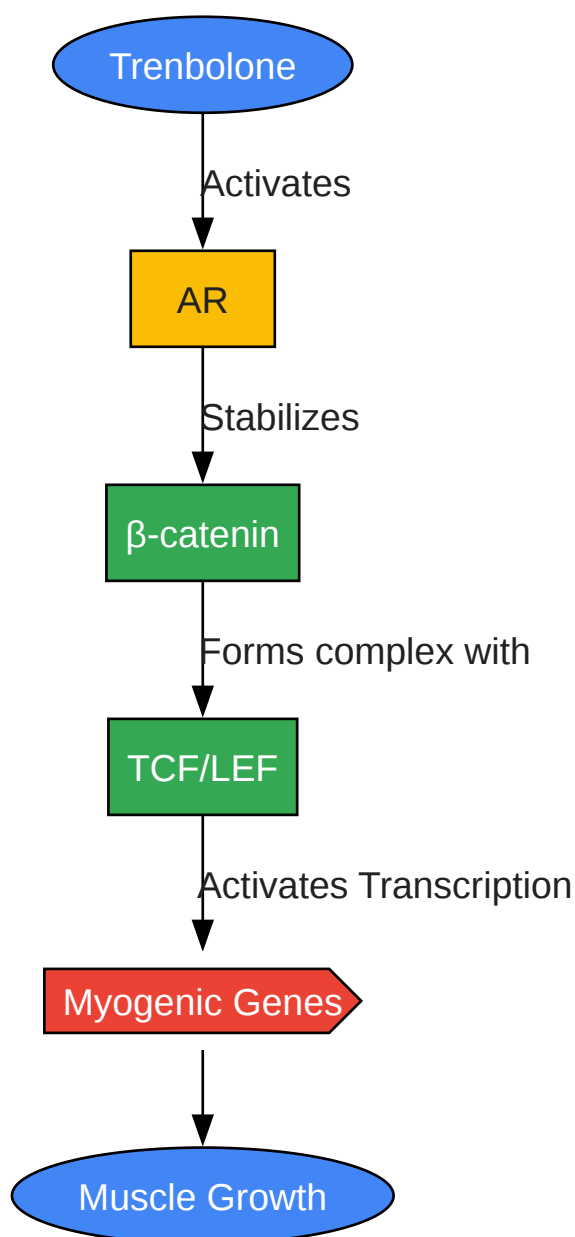 Trenbolone
Activates
AR
Stabilizes
β-catenin
Forms complex with
TCF/LEF
Activates Transcription
Myogenic Genes
Muscle Growth